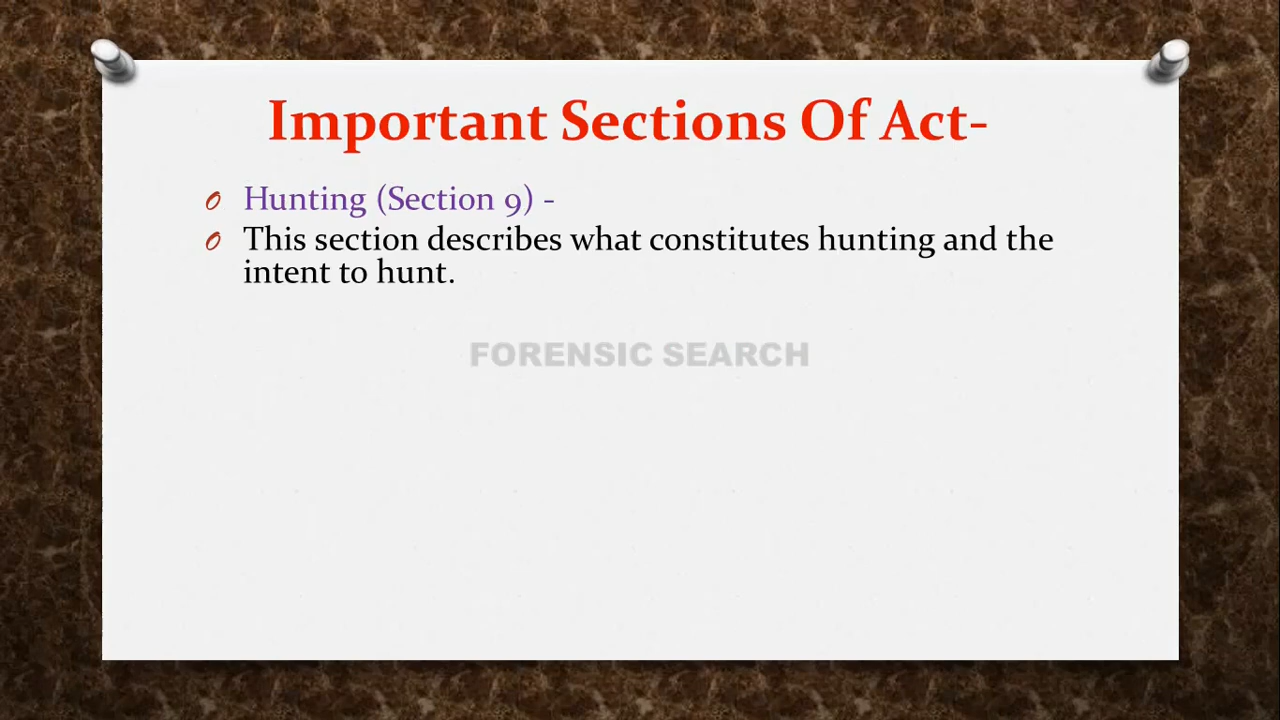 Important Sections Of Act-
Hunting (Section 9) -
This section describes what constitutes hunting and the
intent to hunt.
FORENSIC SEARCH